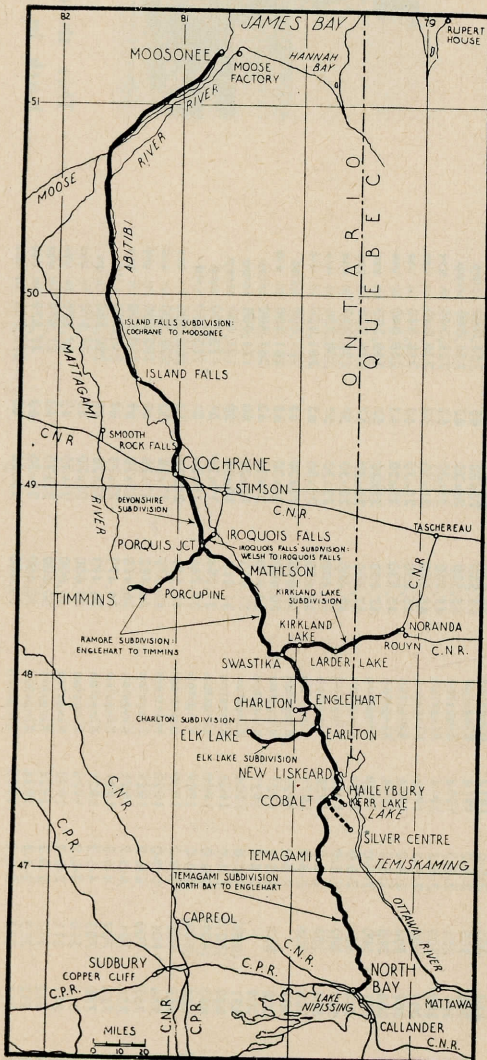 82
81
JAMES BAY
79
RUPERT
HOUSE
MOOSONEE
MOOSE
FACTORY
HANNAH
BAY
51
RIVER
RIVER
MOOSE
ABITIBI
ONTARIO
QUEBEC
50
ISLAND FALLS SUBDIVISION:
COCHRANE TO MOOSONEE
MATTAGAMI
ISLAND FALLS
C.N.R
SMOOTH
ROCK FALLS
COCHRANE
49
STIMSON
RIVER
DEVONSHIRE
SUBDIVISION
C.N.R
TASCHEREAU
IROQUOIS FALLS
PORQUIS JCT
IROQUOIS FALLS SUBDIVISION:
WELSH TO IROQUOIS FALLS
MATHESON
C.N.R
TIMMINS
PORCUPINE
KIRKLAND LAKE
SUBDIVISION
KIRKLAND
LAKE
NORANDA
RAMORE SUBDIVISION:
ENGLEHART TO TIMMINS
ROUYN
C.N.R.
SWASTIKA
LARDER LAKE
48
CHARLTON
ENGLEHART
CHARLTON SUBDIVISION
ELK LAKE
EARLTON
ELK LAKE SUBDIVISION
NEW LISKEARD
C.N.R
HAILEYBURY
KERR LAKE
COBALT
LAKE
C.P.R.
SILVER CENTRE
TEMAGAMI
TEMISKAMING
47
TEMAGAMI SUBDIVISION
NORTH BAY TO ENGLEHART
OTTAWA RIVER
CAPREOL
C.N.R.
SUDBURY
COPPER CLIFF
C.P.R.
NORTH
BAY
C.P.R.
C.N.R
C.P.R
LAKE
NIPISSING
MATTAWA
CALLANDER
MILES
0 10 20
C.N.R